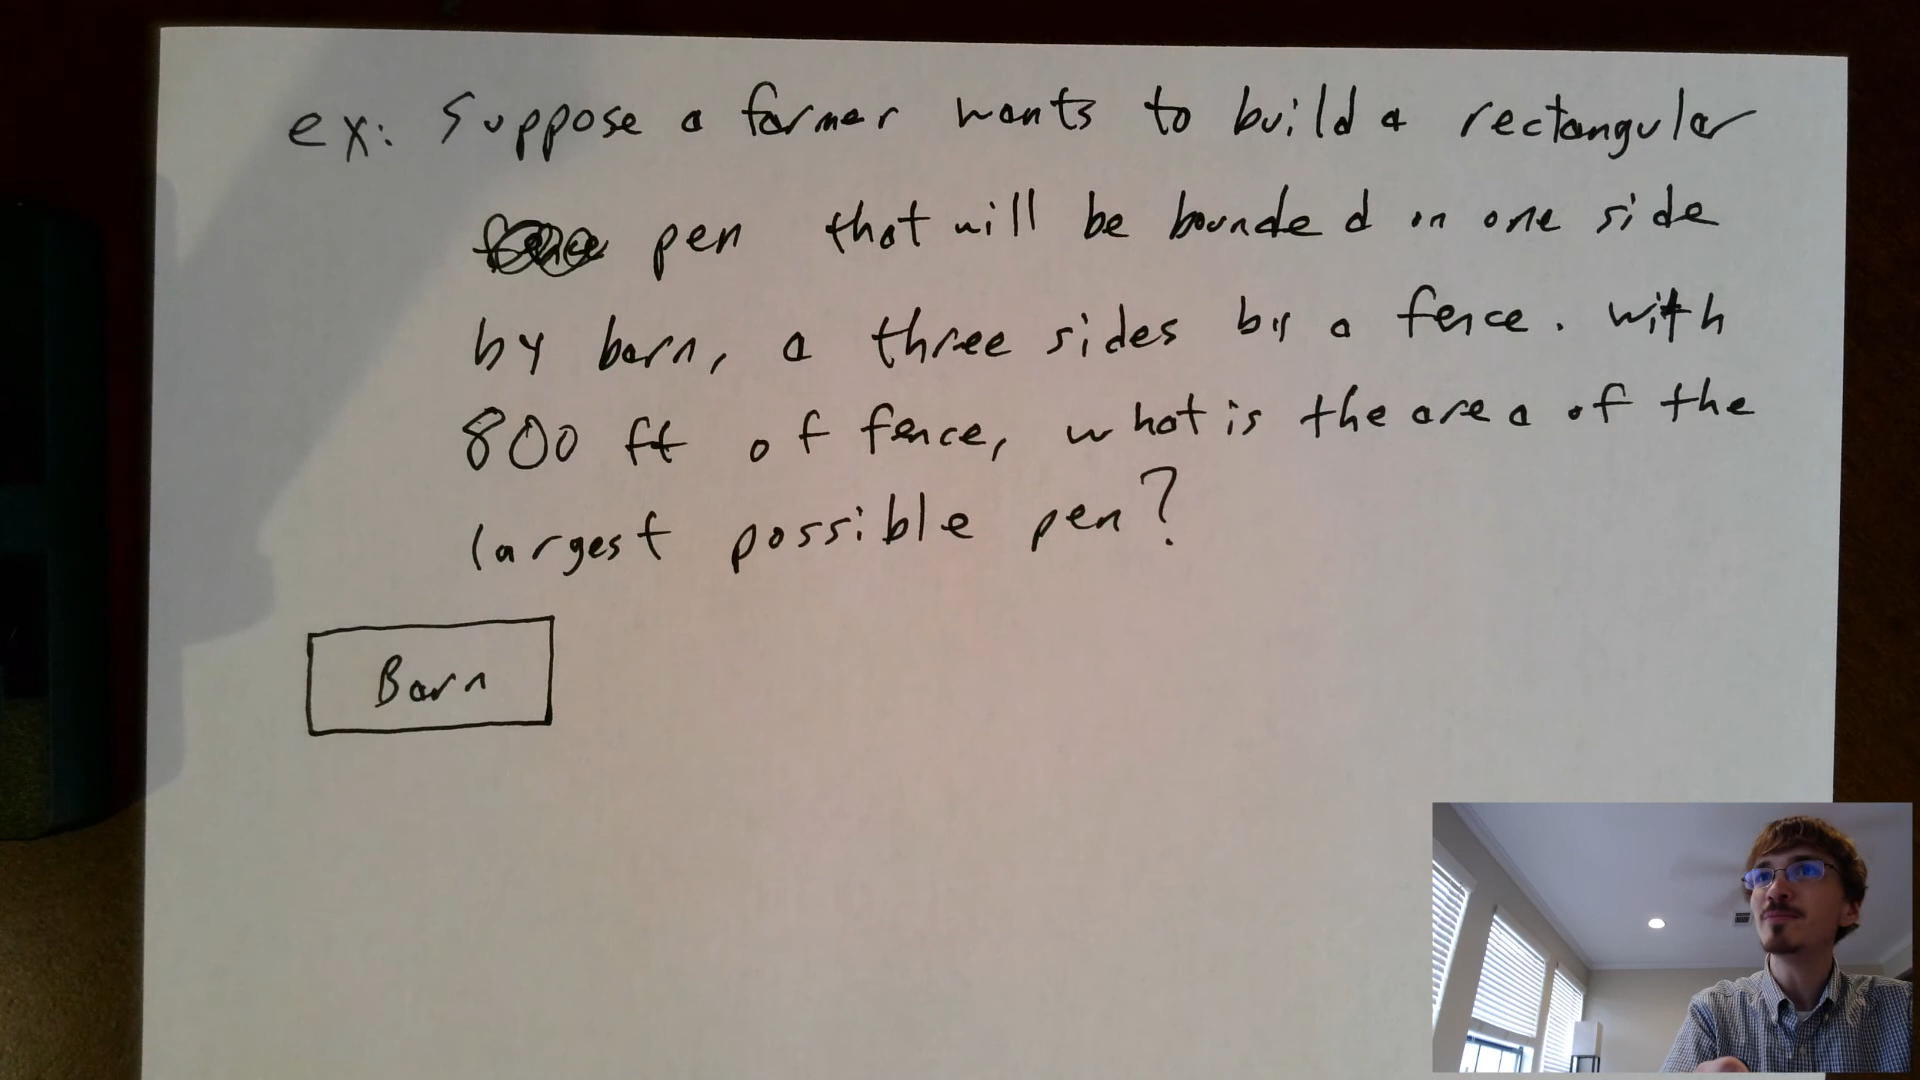 ex: Suppose a farmer wants to build a rectangular
pen that will be bounded on one side
by barn, a three sides by a fence. with
800 ft of fence, what is the area of the
largest possible pen?
Barn